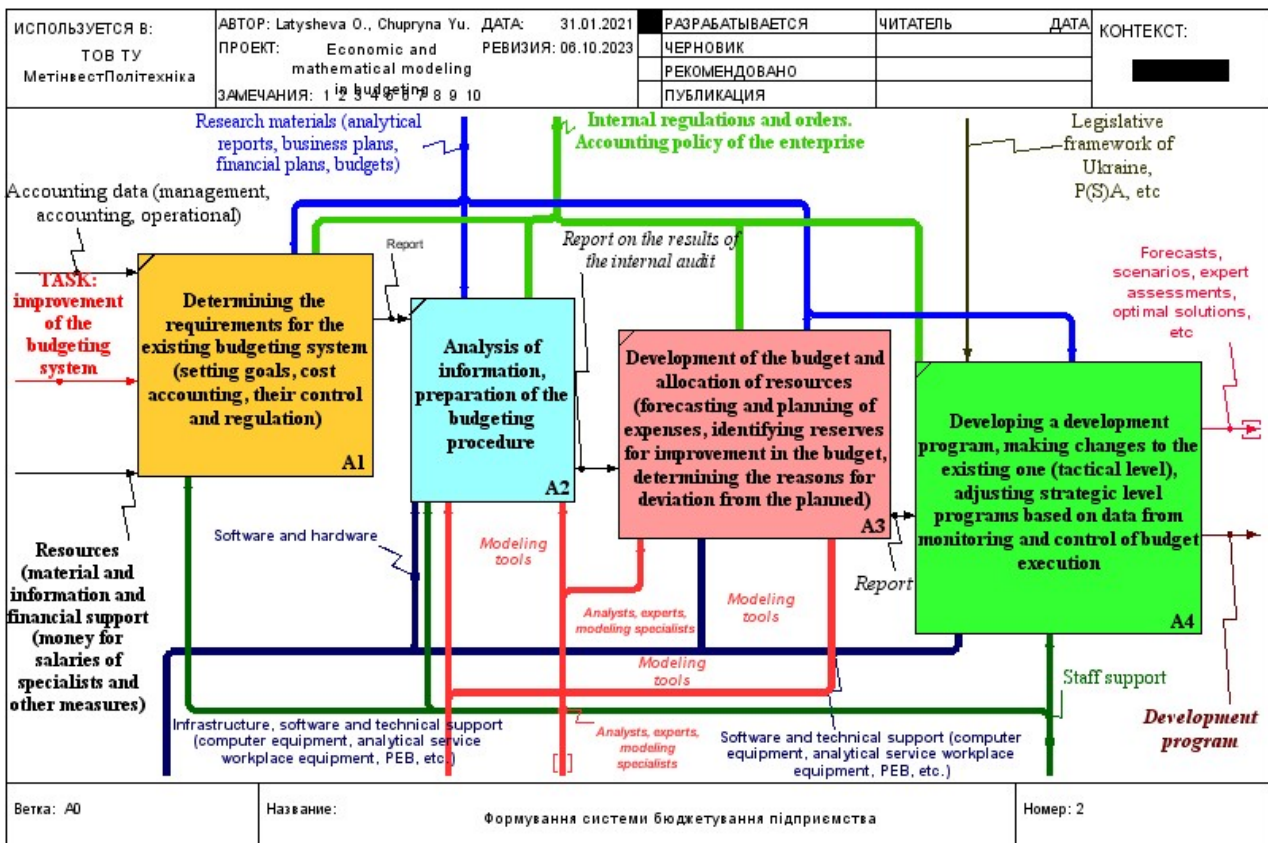 ИСПОЛЬЗУЕТСЯ В:
ТОВ ТУ
МетінвестПолітехніка
АВТОР: Latysheva O., Chupryna Yu. ДАТА: 31.01.2021
ПРОЕКТ: Economic and
mathematical modeling
in budgeting
РЕВИЗИЯ: 06.10.2023
ЗАМЕЧАНИЯ: 1 2 3 4 5 6 7 8 9 10
РАЗРАБАТЫВАЕТСЯ
ЧЕРНОВИК
РЕКОМЕНДОВАНО
ПУБЛИКАЦИЯ
ЧИТАТЕЛЬ ДАТА
КОНТЕКСТ:
Research materials (analytical
reports, business plans,
financial plans, budgets)
Internal regulations and orders.
Accounting policy of the enterprise
Legislative
framework of
Ukraine,
P(S)A, etc
Accounting data (management,
accounting, operational)
Report
Report on the results of
the internal audit
Forecasts,
scenarios, expert
assessments,
optimal solutions,
etc
TASK:
improvement
of the
budgeting
system
Determining the
requirements for the
existing budgeting system
(setting goals, cost
accounting, their control
and regulation)
A1
Analysis of
information,
preparation of the
budgeting
procedure
A2
Development of the budget and
allocation of resources
(forecasting and planning of
expenses, identifying reserves
for improvement in the budget,
determining the reasons for
deviation from the planned)
A3
Developing a development
program, making changes to the
existing one (tactical level),
adjusting strategic level
programs based on data from
monitoring and control of budget
execution
A4
Resources
(material and
information and
financial support
(money for
salaries of
specialists and
other measures)
Software and hardware
Modeling
tools
Analysts, experts,
modeling specialists
Modeling
tools
Report
Modeling
tools
Staff support
Infrastructure, software and technical support
(computer equipment, analytical service
workplace equipment, PEB, etc.)
Analysts, experts,
modeling
specialists
Software and technical support (computer
equipment, analytical service workplace
equipment, PEB, etc.)
Development
program
Ветка: A0
Название:
Формування системи бюджетування підприємства
Номер: 2